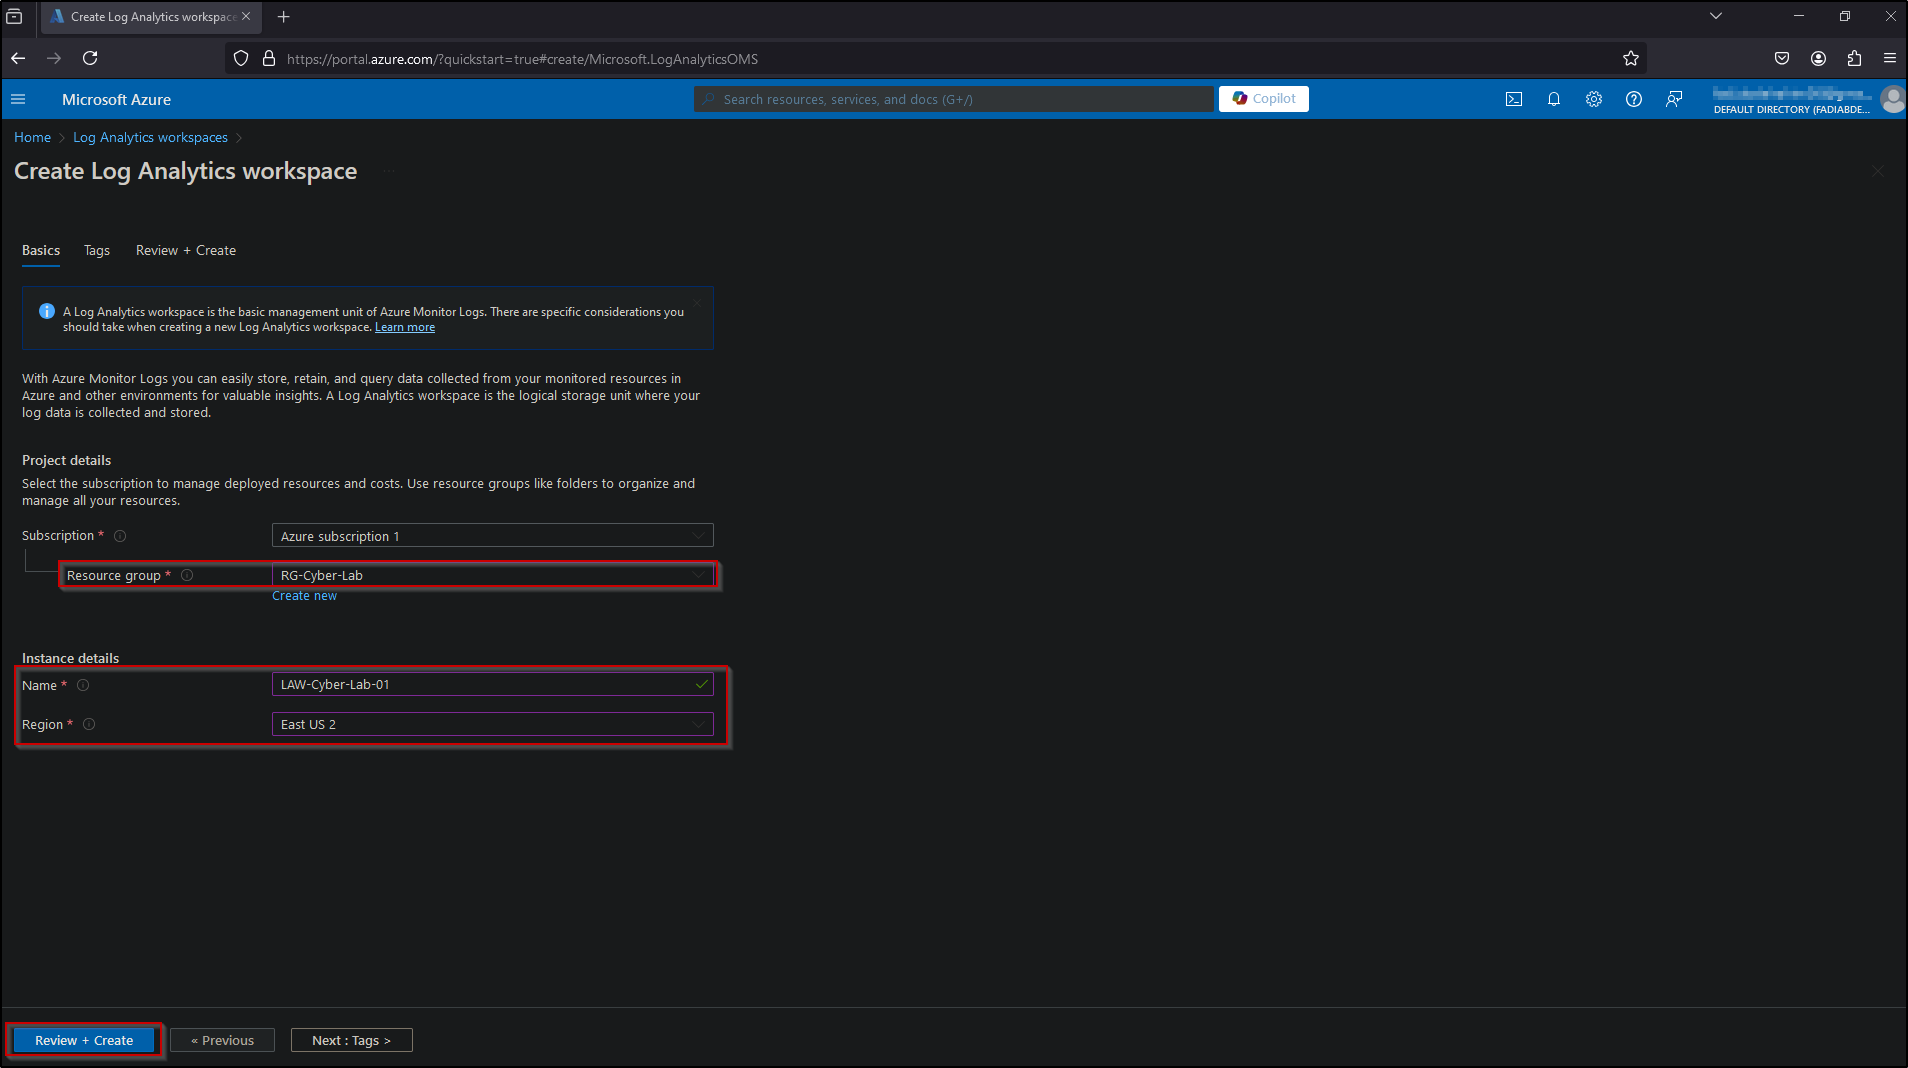 Create Log Analytics workspace
https://portal.azure.com/?quickstart=true#create/Microsoft.LogAnalyticsOMS
Microsoft Azure
Search resources, services, and docs (G+/)
Copilot
DEFAULT DIRECTORY (FADIABDE...
Home > Log Analytics workspaces >
Create Log Analytics workspace ...
Basics Tags Review + Create
A Log Analytics workspace is the basic management unit of Azure Monitor Logs. There are specific considerations you
should take when creating a new Log Analytics workspace. Learn more
With Azure Monitor Logs you can easily store, retain, and query data collected from your monitored resources in
Azure and other environments for valuable insights. A Log Analytics workspace is the logical storage unit where your
log data is collected and stored.
Project details
Select the subscription to manage deployed resources and costs. Use resource groups like folders to organize and
manage all your resources.
Subscription * Azure subscription 1
Resource group * RG-Cyber-Lab
Create new
Instance details
Name * LAW-Cyber-Lab-01
Region * East US 2
Review + Create « Previous Next : Tags >